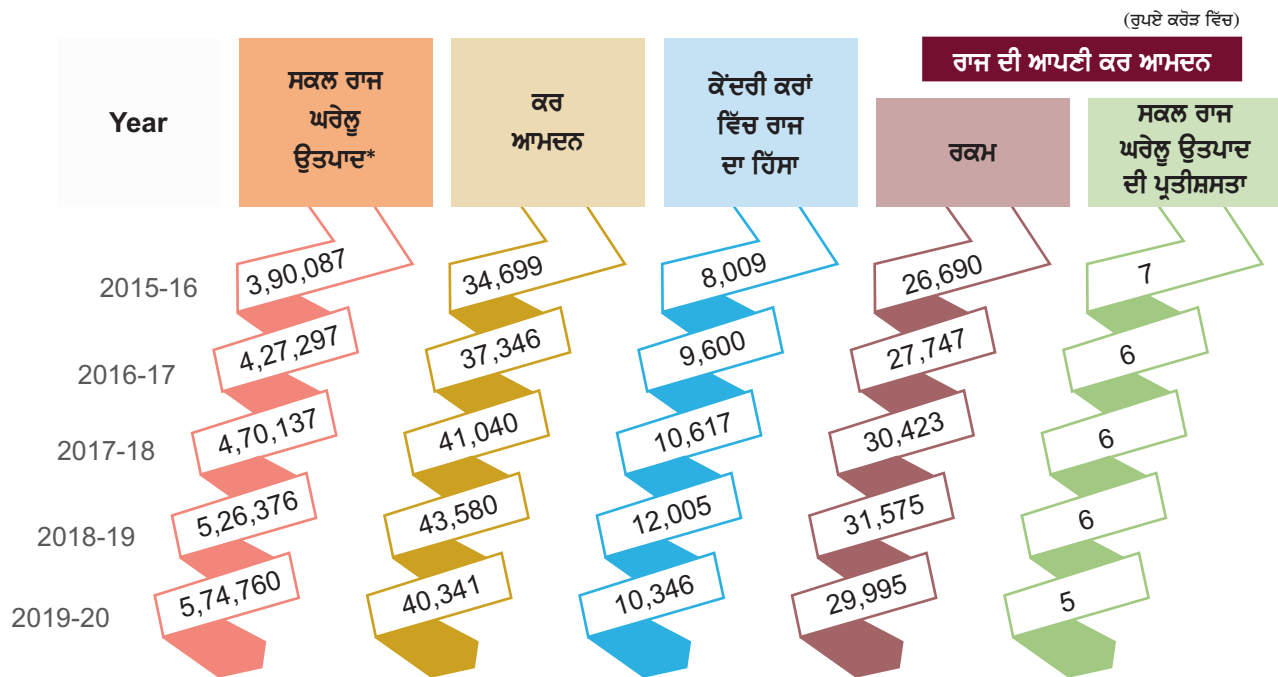 (ਰੁਪਏ ਕਰੋੜ ਵਿੱਚ)
Year
ਸਕਲ ਰਾਜ
ਘਰੇਲੂ
ਉਤਪਾਦ*
ਕਰ
ਆਮਦਨ
ਕੇਂਦਰੀ ਕਰਾਂ
ਵਿੱਚ ਰਾਜ
ਦਾ ਹਿੱਸਾ
ਰਾਜ ਦੀ ਆਪਣੀ ਕਰ ਆਮਦਨ
ਰਕਮ
ਸਕਲ ਰਾਜ
ਘਰੇਲੂ ਉਤਪਾਦ
ਦੀ ਪ੍ਰਤੀਸ਼ਸਤਾ
2015-16 3,90,087 34,699 8,009 26,690 7
2016-17 4,27,297 37,346 9,600 27,747 6
2017-18 4,70,137 41,040 10,617 30,423 6
2018-19 5,26,376 43,580 12,005 31,575 6
2019-20 5,74,760 40,341 10,346 29,995 5